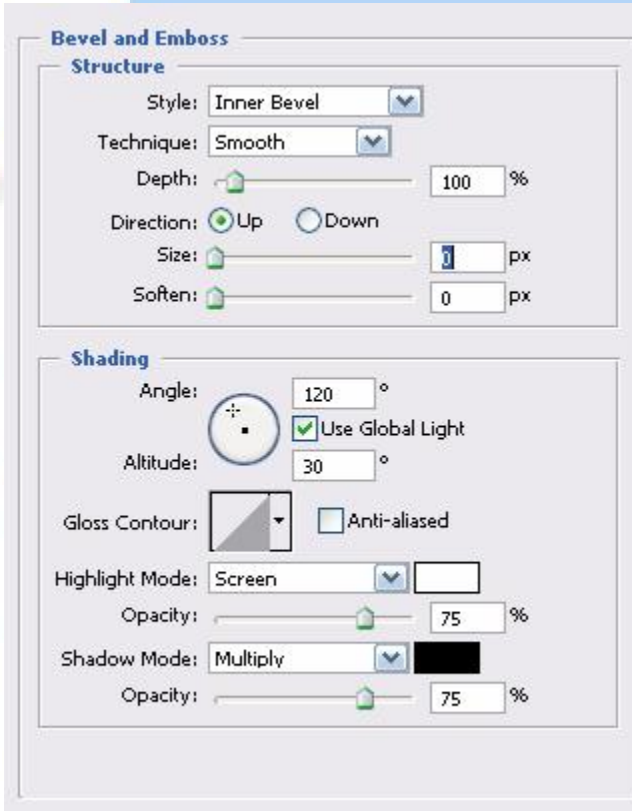 Bevel and Emboss
Structure
Style: Inner Bevel
Technique: Smooth
Depth: 100 %
Direction: Up Down
Size: 0 px
Soften: 0 px
Shading
Angle: 120 °
Use Global Light
Altitude: 30 °
Gloss Contour: Anti-aliased
Highlight Mode: Screen
Opacity: 75 %
Shadow Mode: Multiply
Opacity: 75 %